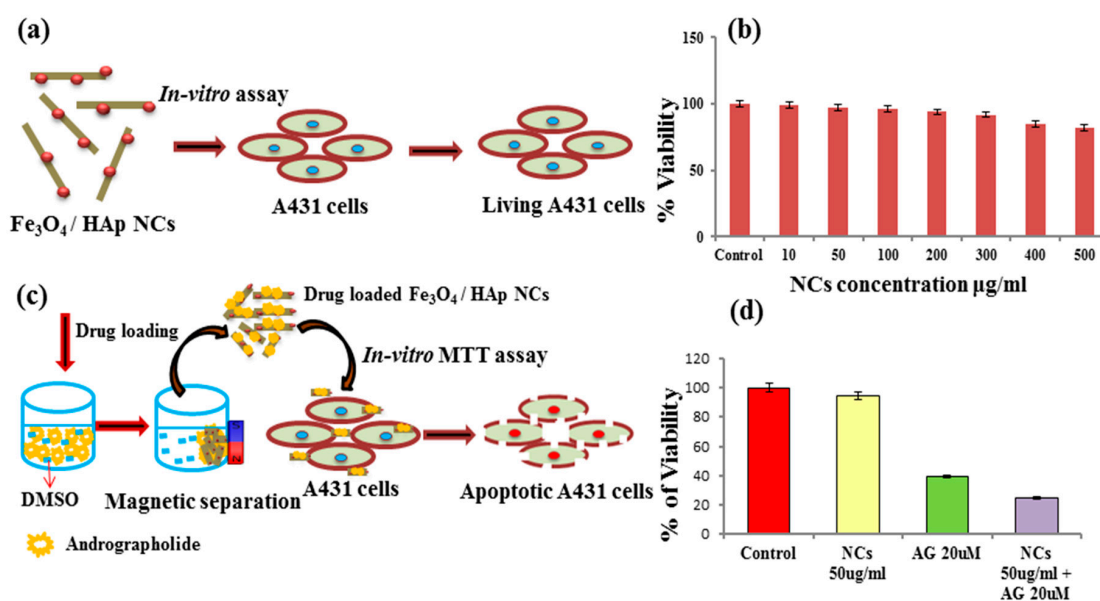 (a)
In-vitro assay
Fe₃O₄ / HAp NCs
A431 cells
Living A431 cells
(b)
% Viability
150
100
50
0
Control 10 50 100 200 300 400 500
NCs concentration µg/ml
(c)
Drug loading
Drug loaded Fe₃O₄ / HAp NCs
In-vitro MTT assay
S
N
DMSO
Magnetic separation
A431 cells
Apoptotic A431 cells
Andrographolide
(d)
% of Viability
120
100
80
60
40
20
0
Control
NCs
50ug/ml
AG 20uM
NCs
50ug/ml +
AG 20uM